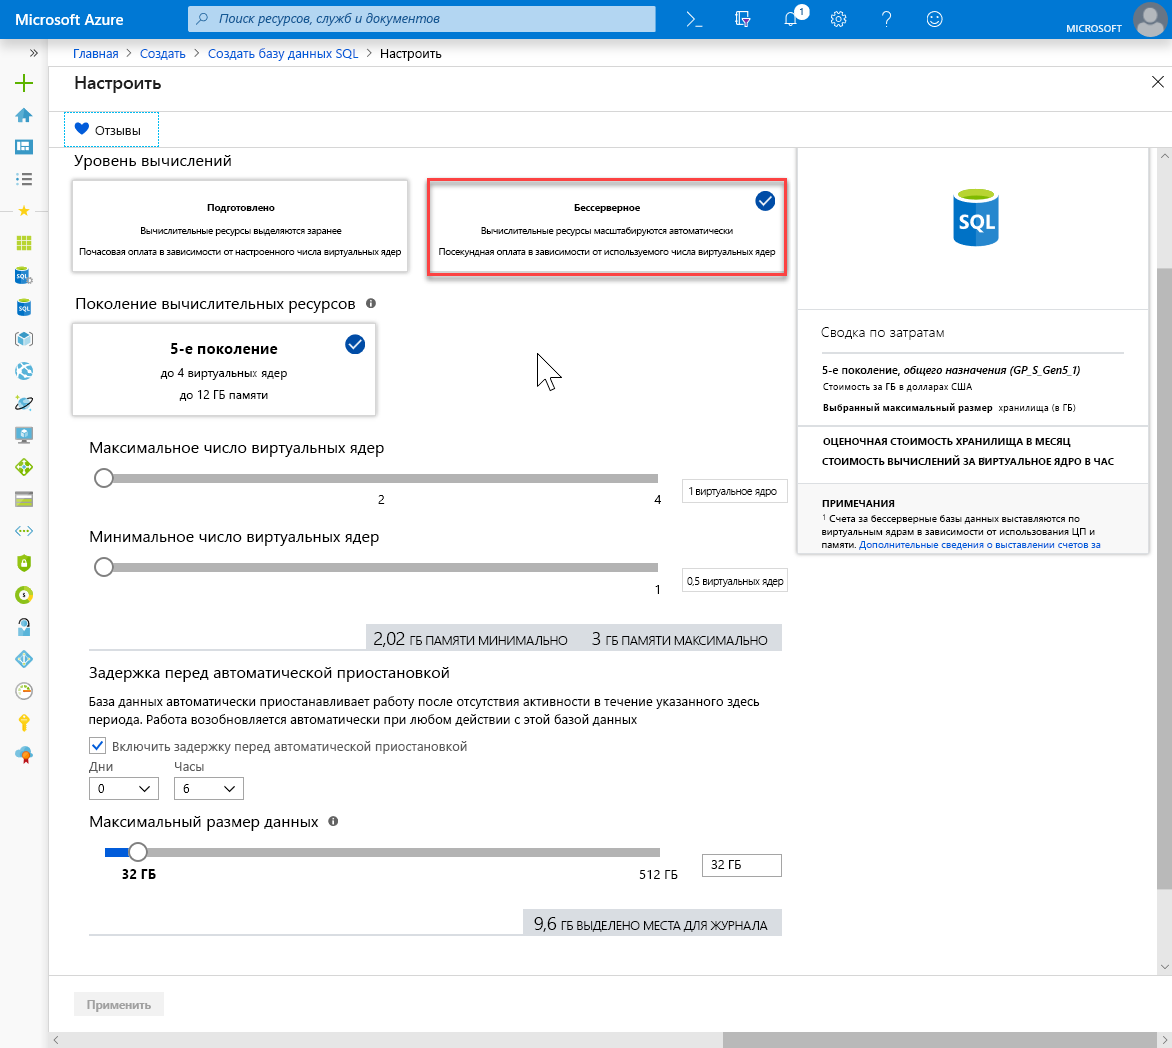 Microsoft Azure
Поиск ресурсов, служб и документов
1
MICROSOFT
Главная > Создать > Создать базу данных SQL > Настроить
Настроить
Отзывы
Уровень вычислений
Подготовлено
Вычислительные ресурсы выделяются заранее
Почасовая оплата в зависимости от настроенного числа виртуальных ядер
Бессерверное
Вычислительные ресурсы масштабируются автоматически
Посекундная оплата в зависимости от используемого числа виртуальных ядер
Поколение вычислительных ресурсов
5-е поколение
до 4 виртуальных ядер
до 12 ГБ памяти
Максимальное число виртуальных ядер
2
4
1 виртуальное ядро
Минимальное число виртуальных ядер
1
0,5 виртуальных ядер
2,02 ГБ ПАМЯТИ МИНИМАЛЬНО 3 ГБ ПАМЯТИ МАКСИМАЛЬНО
Задержка перед автоматической приостановкой
База данных автоматически приостанавливает работу после отсутствия активности в течение указанного здесь
периода. Работа возобновляется автоматически при любом действии с этой базой данных
Включить задержку перед автоматической приостановкой
Дни Часы
0 6
Максимальный размер данных
32 ГБ
512 ГБ
32 ГБ
9,6 ГБ ВЫДЕЛЕНО МЕСТА ДЛЯ ЖУРНАЛА
Применить
SQL
Сводка по затратам
5-е поколение, общего назначения (GP_S_Gen5_1)
Стоимость за ГБ в долларах США
Выбранный максимальный размер хранилища (в ГБ)
ОЦЕНОЧНАЯ СТОИМОСТЬ ХРАНИЛИЩА В МЕСЯЦ
СТОИМОСТЬ ВЫЧИСЛЕНИЙ ЗА ВИРТУАЛЬНОЕ ЯДРО В ЧАС
ПРИМЕЧАНИЯ
¹ Счета за бессерверные базы данных выставляются по
виртуальным ядрам в зависимости от использования ЦП и
памяти. Дополнительные сведения о выставлении счетов за